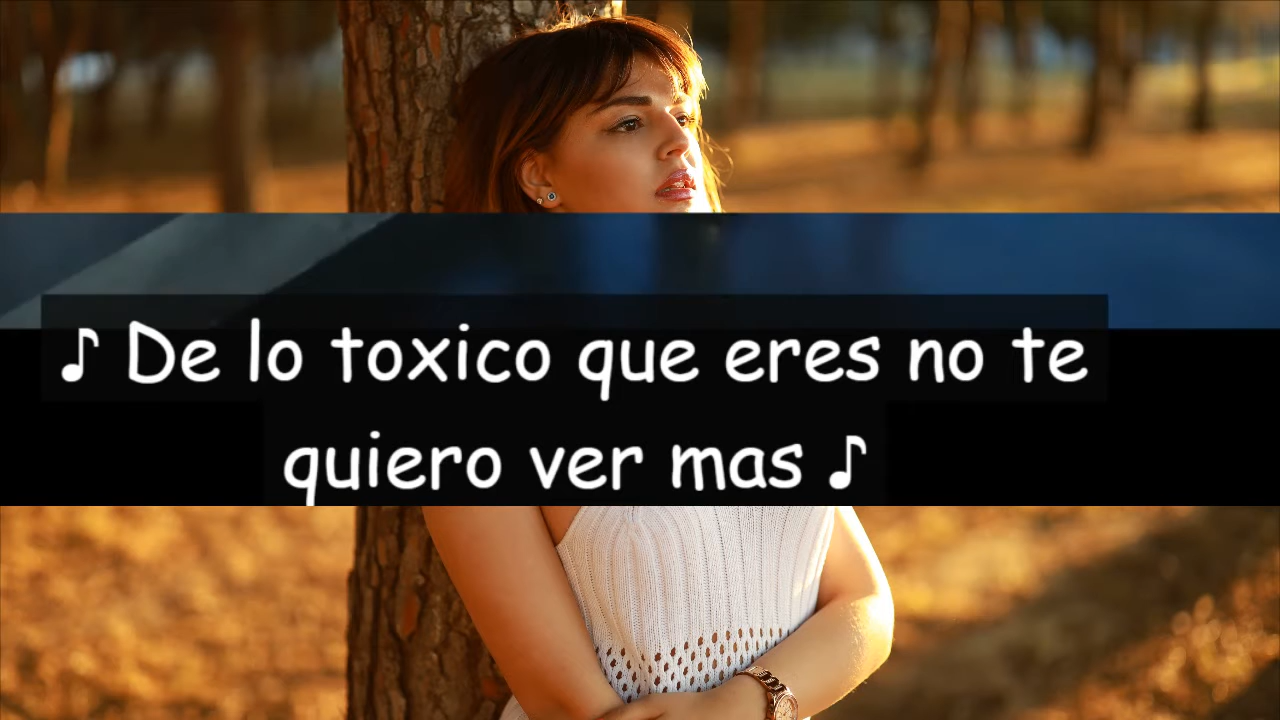 ♪ De lo toxico que eres no te
quiero ver mas ♪